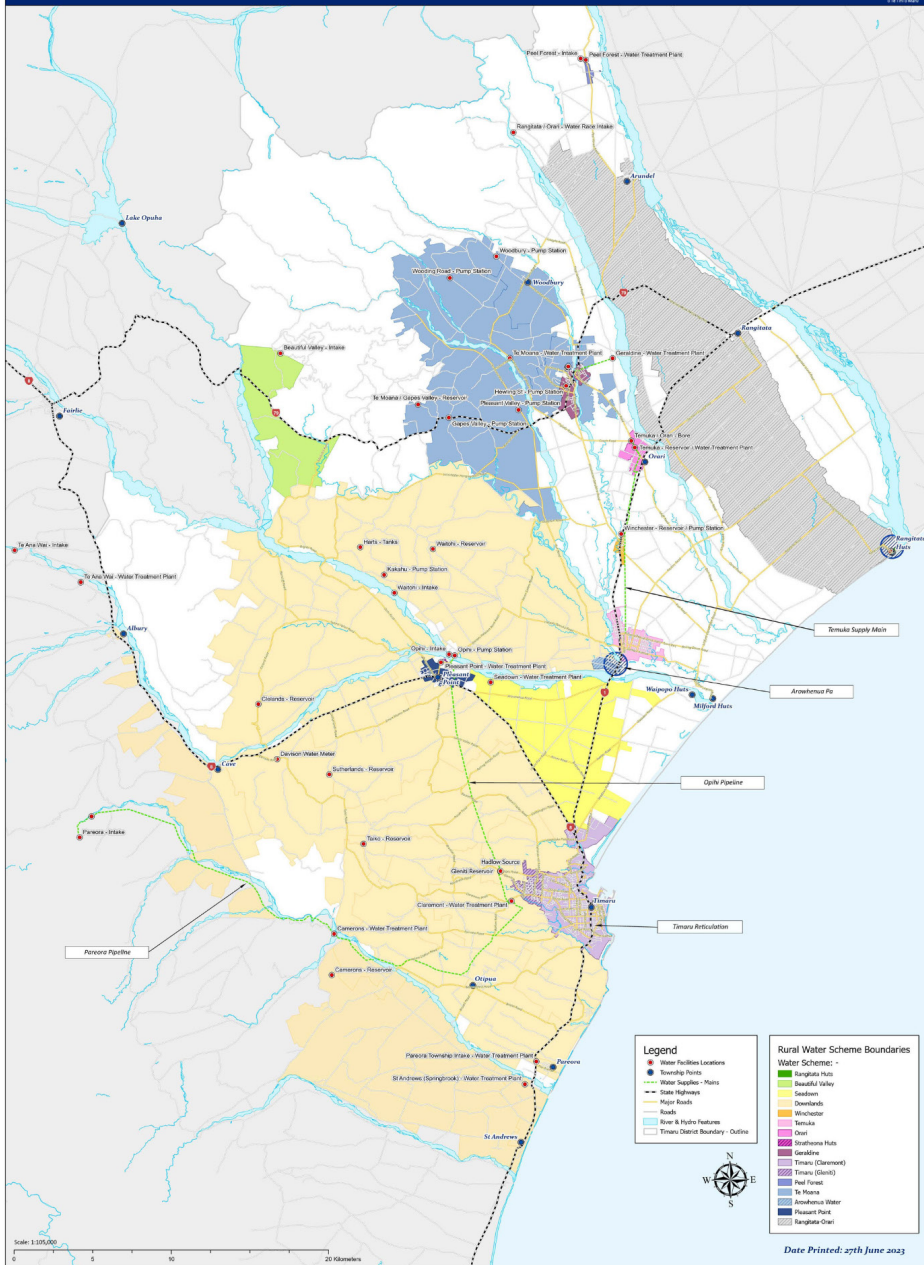 Peel Forest - Intake
Peel Forest - Water Treatment Plant
Rangitata / Orari - Water Race Intake
Arundel
Lake Opuha
Woodbury - Pump Station
Wooding Road - Pump Station
Woodbury
79
Rangitata
Beautiful Valley - Intake
Te Moana - Water Treatment Plant
Geraldine - Water Treatment Plant
8
Hewling St - Pump Station
Te Moana / Gapes Valley - Reservoir
Pleasant Valley - Pump Station
79
Fairlie
Gapes Valley - Pump Station
Temuka - Orari - Bore
Temuka - Reservoir - Water Treatment Plant
Orari
Winchester - Reservoir / Pump Station
Rangitata
Huts
Te Ana Wai - Intake
Harts - Tanks
Waitohi - Reservoir
Kakahu - Pump Station
Te Ana Wai - Water Treatment Plant
Waitohi - Intake
Albury
Temuka Supply Main
Opihi - Intake
Opihi - Pump Station
Pleasant Point - Water Treatment Plant
Pleasant
Point
Seadown - Water Treatment Plant
Arowhenua Pa
1
Waipopo Huts
Milford Huts
Clelands - Reservoir
Davison Water Meter
8
Cave
Sutherlands - Reservoir
Opihi Pipeline
Pareora - Intake
8
Taiko - Reservoir
Hadlow Source
Gleniti Reservoir
Claremont - Water Treatment Plant
Timaru
Timaru Reticulation
Camerons - Water Treatment Plant
Pareora Pipeline
Camerons - Reservoir
Otipua
Pareora Township Intake - Water Treatment Plant
Pareora
St Andrews (Springbrook) - Water Treatment Plant
St Andrews
Legend
Water Facilities Locations
Township Points
Water Supplies - Mains
State Highways
Major Roads
Roads
River & Hydro Features
Timaru District Boundary - Outline
N
W
E
S
Rural Water Scheme Boundaries
Water Scheme: -
Rangitata Huts
Beautiful Valley
Seadown
Downlands
Winchester
Temuka
Orari
Stratheona Huts
Geraldine
Timaru (Claremont)
Timaru (Gleniti)
Peel Forest
Te Moana
Arowhenua Water
Pleasant Point
Rangitata-Orari
Scale: 1:105,000
0
5
10
20 Kilometers
Date Printed: 27th June 2023